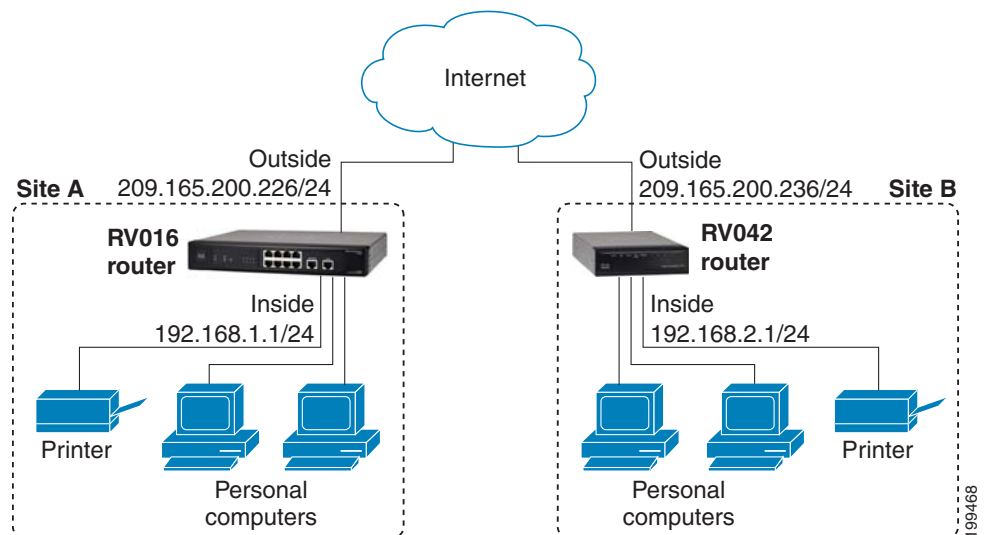 Internet
Outside
209.165.200.226/24
Site A
RV016
router
Inside
192.168.1.1/24
Printer
Personal
computers
Outside
209.165.200.236/24
Site B
RV042
router
Inside
192.168.2.1/24
Personal
computers
Printer
199468